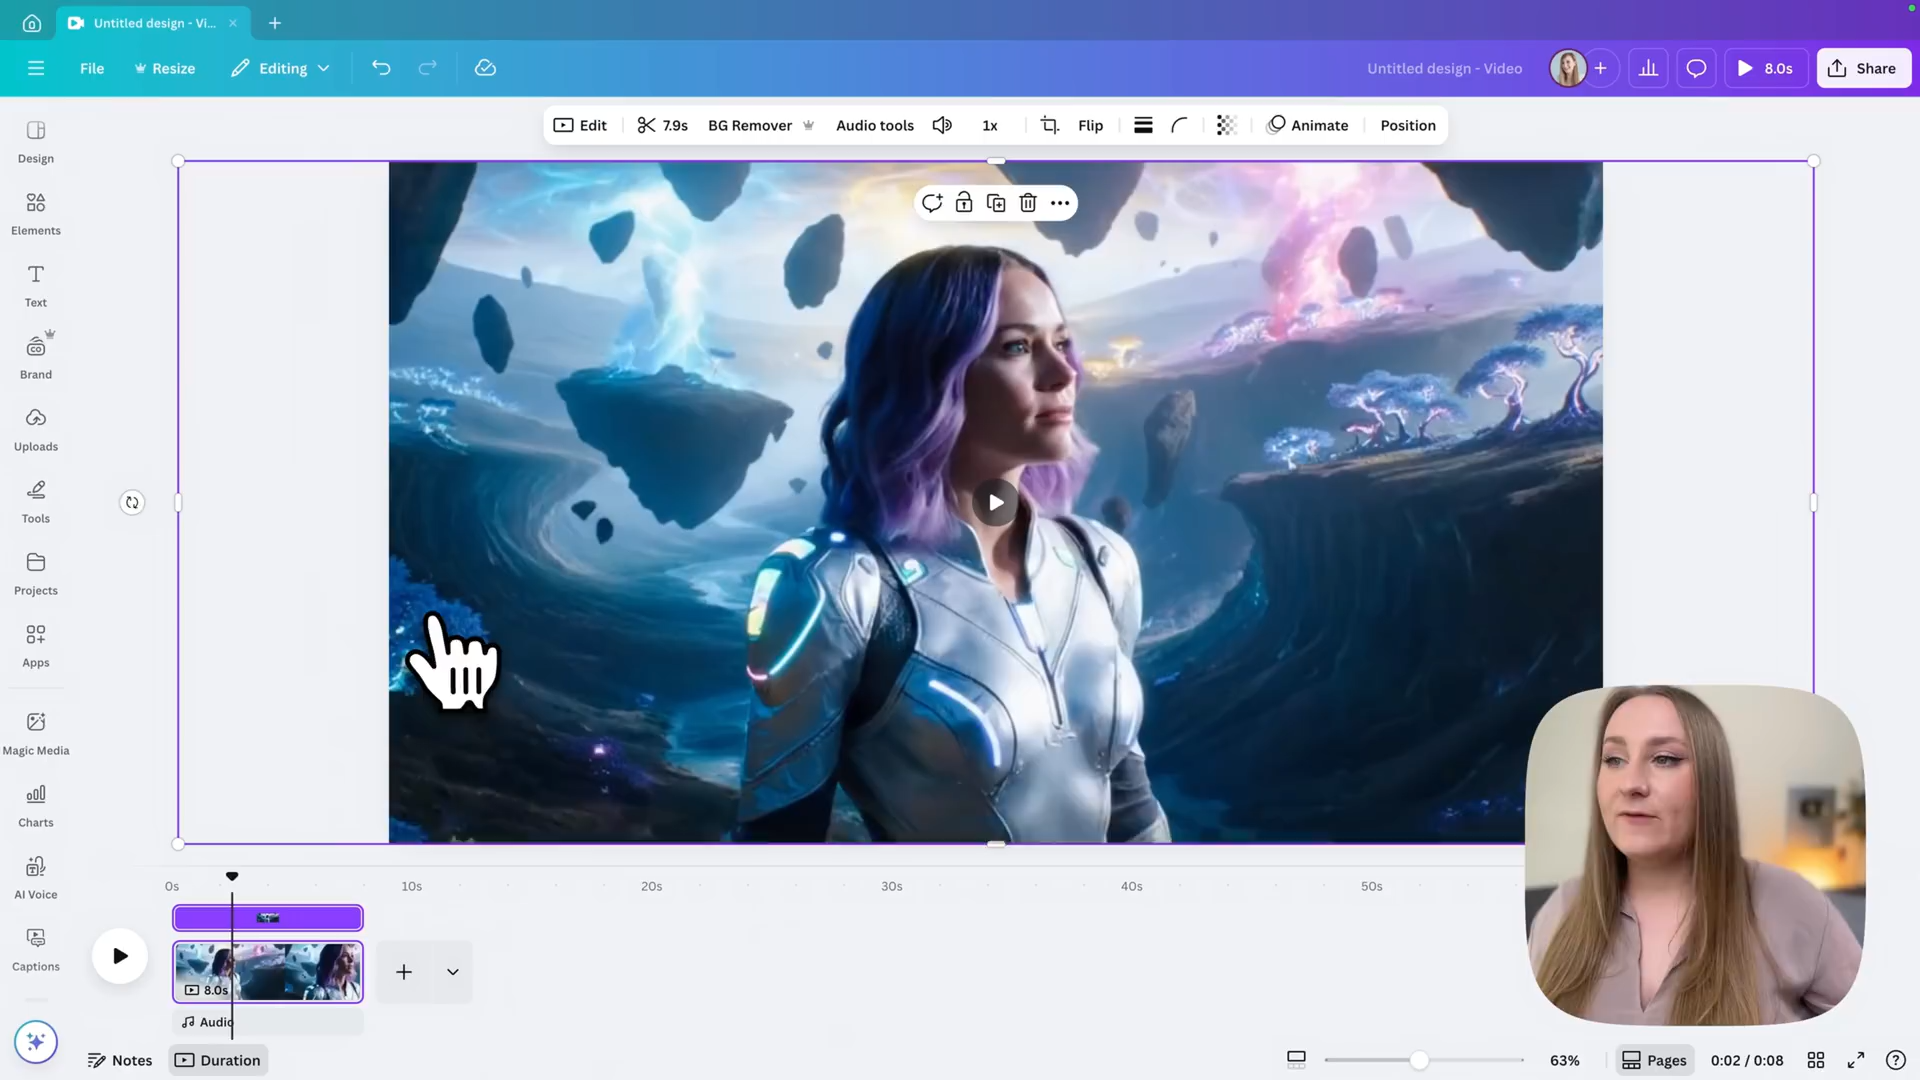 Untitled design - Vi...
File
Resize
Editing
Untitled design - Video
8.0s
Share
Edit
7.9s
BG Remover
Audio tools
1x
Flip
Animate
Position
Design
Elements
Text
Brand
Uploads
Tools
Projects
Apps
Magic Media
Charts
AI Voice
Captions
0s
10s
20s
30s
40s
50s
8.0s
Audio
Notes
Duration
63%
Pages
0:02 / 0:08